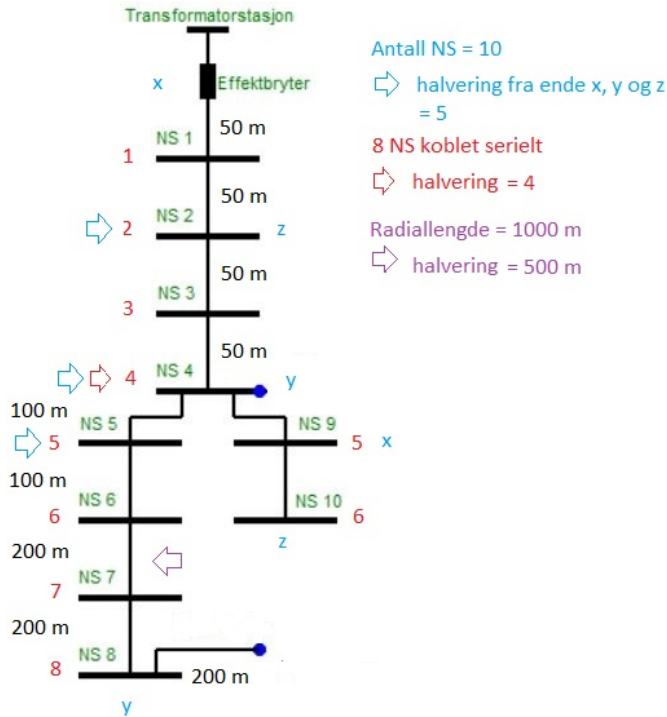 Transformatorstasjon
x
Effektbryter
Antall NS = 10
halvering fra ende x, y og z
= 5
8 NS koblet serielt
halvering = 4
Radiallengde = 1000 m
halvering = 500 m
50 m
1 NS 1
50 m
2 NS 2 z
50 m
3 NS 3
50 m
4 NS 4 y
100 m
5 NS 5
NS 9 5 x
100 m
6 NS 6
NS 10 6
z
200 m
7 NS 7
200 m
8 NS 8
200 m
y